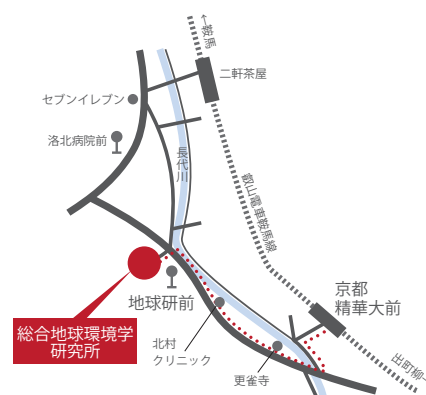 ←鞍馬
二軒茶屋
セブンイレブン
洛北病院前
長代川
叡山電車鞍馬線
地球研前
京都
精華大前
総合地球環境学
研究所
北村
クリニック
更雀寺
出町柳→